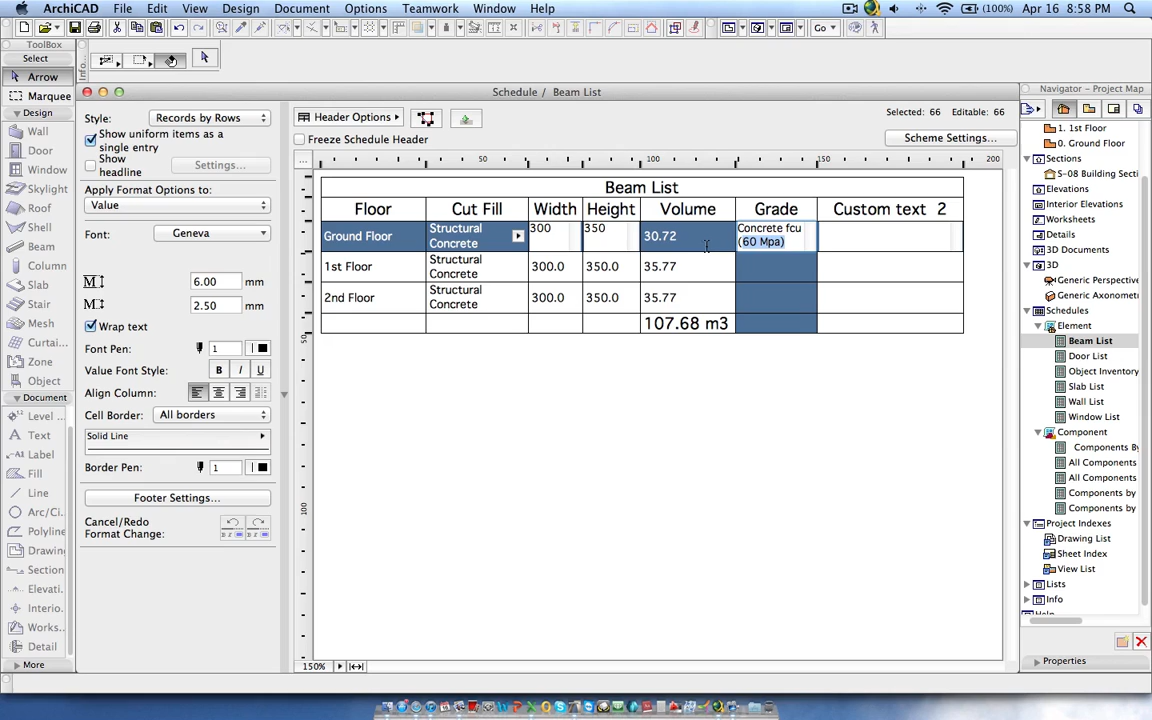 ArchiCAD File Edit View Design Document Options Teamwork Window Help (100%) Apr 16 8:58 PM
Go
ToolBox
Select
Arrow
Marquee
Design
Wall
Door
Window
Skylight
Roof
Shell
Beam
Column
Slab
Stair
Mesh
Curtai...
Zone
Object
Document
Level ...
Text
Label
Fill
Line
Arc/Ci...
Polyline
Drawing
Section
Elevati...
Interio...
Works...
Detail
More
Info...
Schedule / Beam List
Style: Records by Rows
Show uniform items as a single entry
Show headline
Settings...
Apply Format Options to:
Value
Font: Geneva
6.00 mm
2.50 mm
Wrap text
Font Pen: 1
Value Font Style: B I U
Align Column:
Cell Border: All borders
Solid Line
Border Pen: 1
Footer Settings...
Cancel/Redo
Format Change:
Header Options
Selected: 66 Editable: 66
Freeze Schedule Header
Scheme Settings...
50 100 150 200
50
100
Beam List
Floor Cut Fill Width Height Volume Grade Custom text 2
Ground Floor Structural Concrete 300 350 30.72 Concrete fcu (60 Mpa)
1st Floor Structural Concrete 300.0 350.0 35.77
2nd Floor Structural Concrete 300.0 350.0 35.77
107.68 m3
150%
Navigator - Project Map
1. 1st Floor
0. Ground Floor
Sections
S-08 Building Secti
Elevations
Interior Elevations
Worksheets
Details
3D Documents
3D
Generic Perspective
Generic Axonomet
Schedules
Element
Beam List
Door List
Object Inventory
Slab List
Wall List
Window List
Component
Components By
All Components
All Components
Components by
Components by
Project Indexes
Drawing List
Sheet Index
View List
Lists
Info
Properties